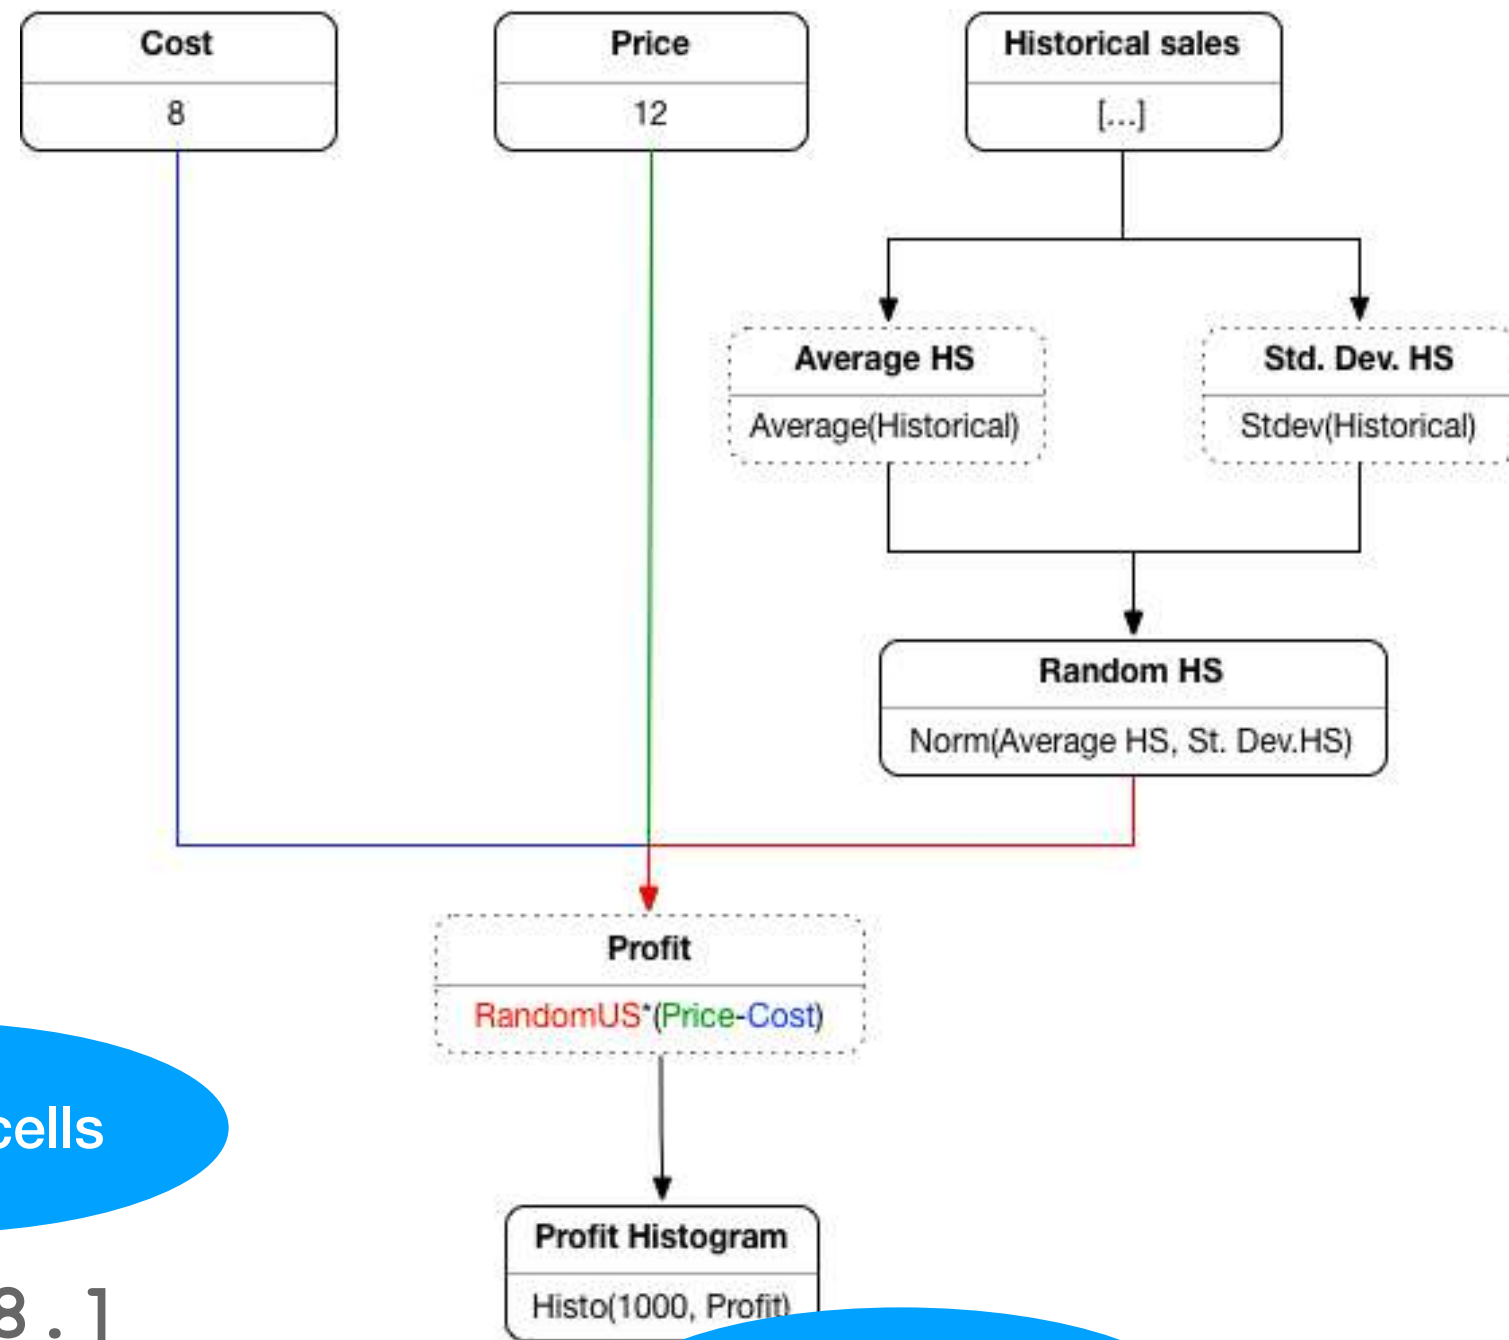 Cost
8
Price
12
Historical sales
[...]
Average HS
Average(Historical)
Std. Dev. HS
Stdev(Historical)
Random HS
Norm(Average HS, St. Dev.HS)
Profit
RandomUS*(Price-Cost)
cells
Profit Histogram
Histo(1000, Profit)
8.1